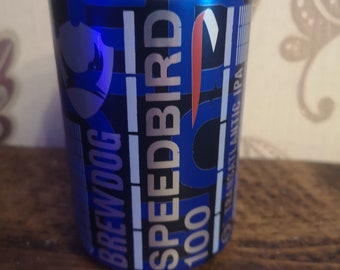 BREWDOG
SPEEDBIRD
100
TRANSATLANTIC IPA